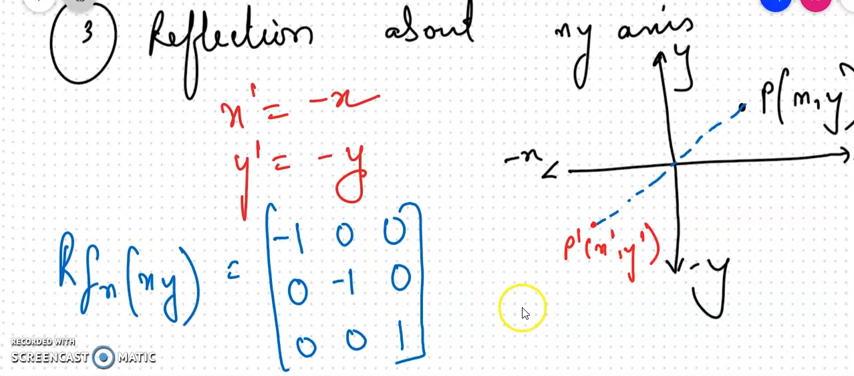 3 Reflection about xy axis
x' = -x
y' = -y
Rfn(xy) = [-1 0 0
0 -1 0
0 0 1]
y
P(x, y)
-x
P'(x', y')
-y
RECORDED WITH
SCREENCAST MATIC